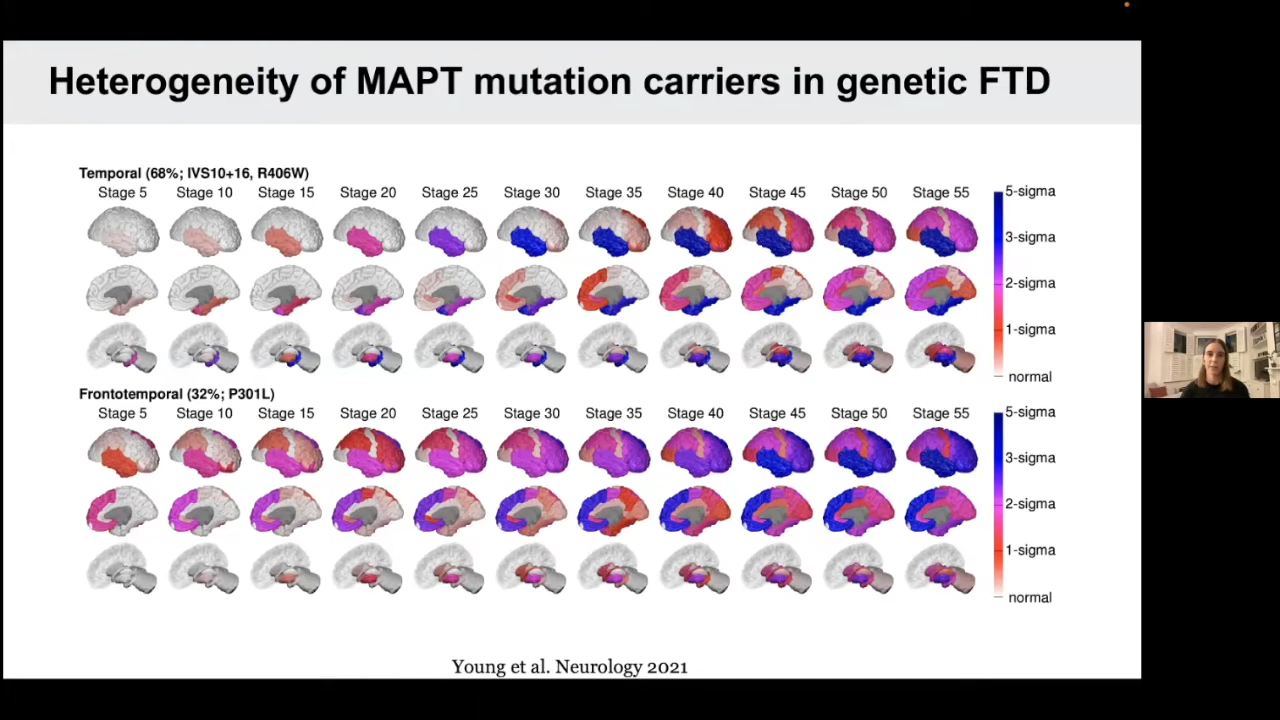 Heterogeneity of MAPT mutation carriers in genetic FTD
Temporal (68%; IVS10+16, R406W)
Stage 5 Stage 10 Stage 15 Stage 20 Stage 25 Stage 30 Stage 35 Stage 40 Stage 45 Stage 50 Stage 55
5-sigma
3-sigma
2-sigma
1-sigma
normal
Frontotemporal (32%; P301L)
Stage 5 Stage 10 Stage 15 Stage 20 Stage 25 Stage 30 Stage 35 Stage 40 Stage 45 Stage 50 Stage 55
5-sigma
3-sigma
2-sigma
1-sigma
normal
Young et al. Neurology 2021